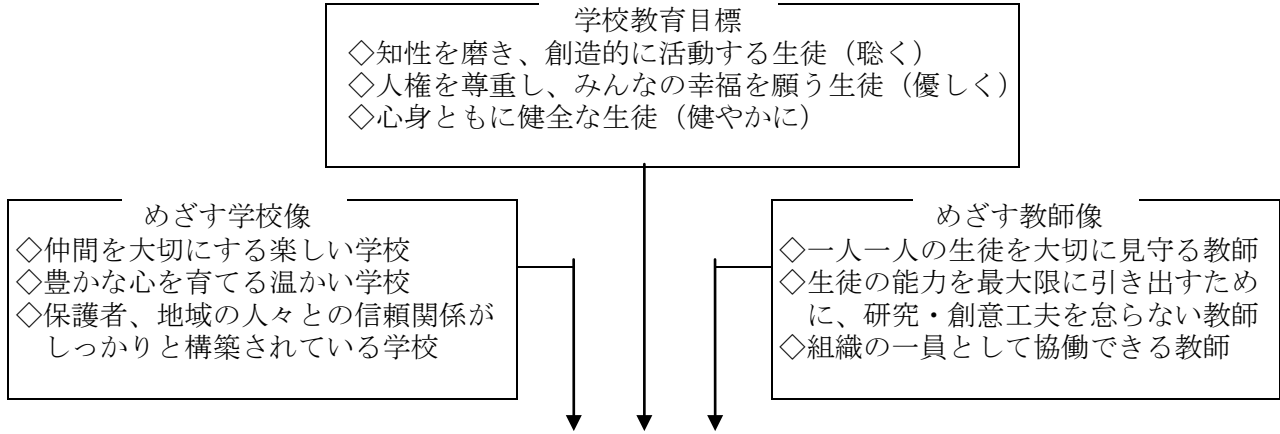 学校教育目標
◇知性を磨き、創造的に活動する生徒（聡く）
◇人権を尊重し、みんなの幸福を願う生徒（優しく）
◇心身ともに健全な生徒（健やかに）
めざす学校像
◇仲間を大切にする楽しい学校
◇豊かな心を育てる温かい学校
◇保護者、地域の人々との信頼関係が
しっかりと構築されている学校
めざす教師像
◇一人一人の生徒を大切に見守る教師
◇生徒の能力を最大限に引き出すため
に、研究・創意工夫を怠らない教師
◇組織の一員として協働できる教師